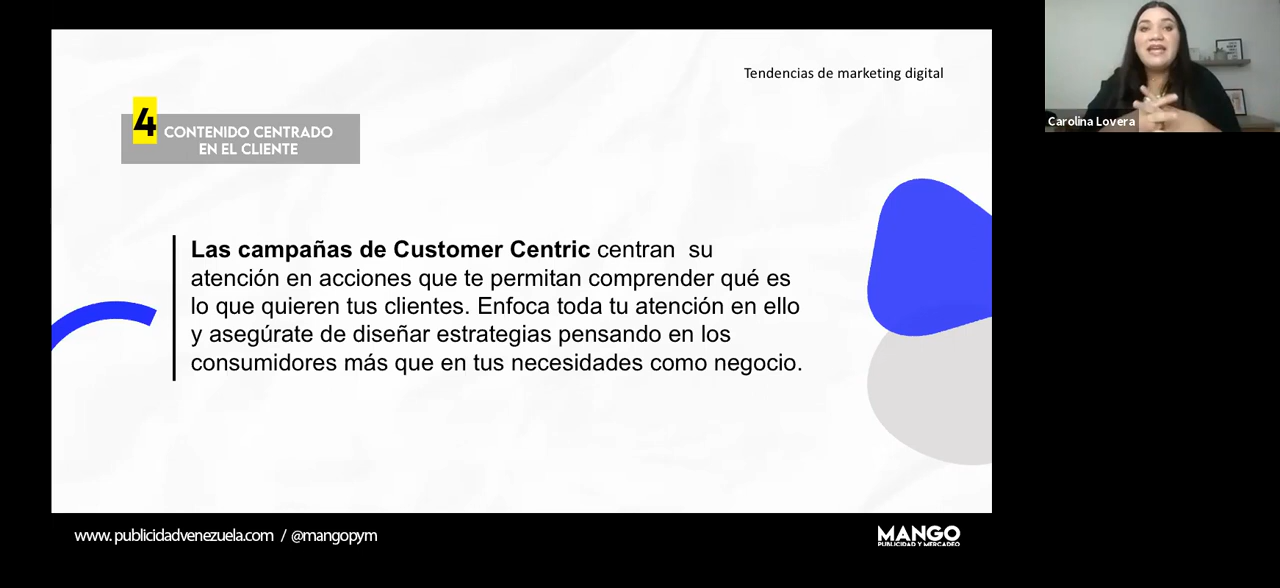 Tendencias de marketing digital
4
CONTENIDO CENTRADO
EN EL CLIENTE
Las campañas de Customer Centric centran su
atención en acciones que te permitan comprender qué es
lo que quieren tus clientes. Enfoca toda tu atención en ello
y asegúrate de diseñar estrategias pensando en los
consumidores más que en tus necesidades como negocio.
www.publicidadvenezuela.com / @mangopym
MANGO
PUBLICIDAD Y MERCADEO
Carolina Lovera